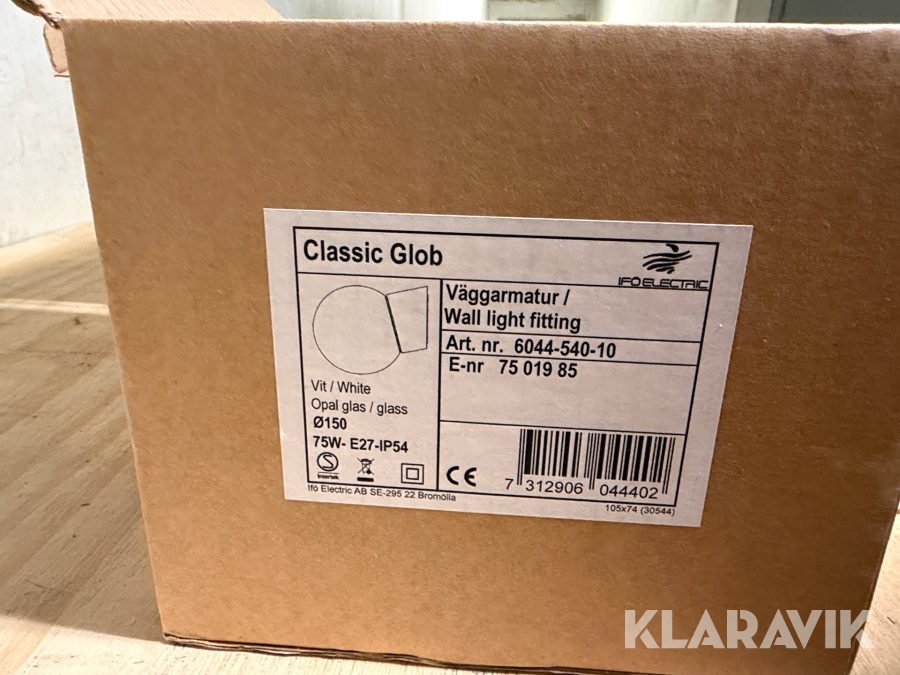 Classic Glob
IFÖ ELECTRIC
Väggarmatur /
Wall light fitting
Art. nr. 6044-540-10
E-nr 75 019 85
Vit / White
Opal glas / glass
Ø150
75W- E27-IP54
S
Intertek
CE
Ifö Electric AB SE-295 22 Bromölla
7 312906 044402
105x74 (30544)
KLARAVIK